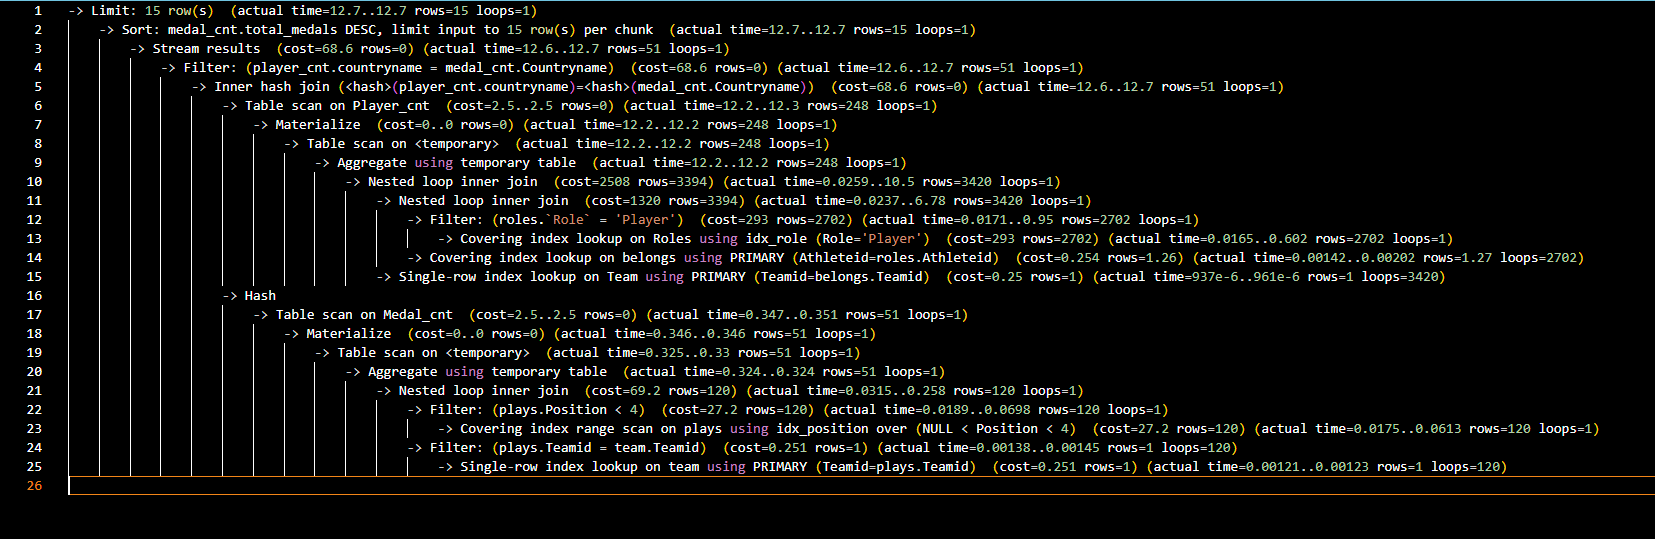 1 -> Limit: 15 row(s)  (actual time=12.7..12.7 rows=15 loops=1)
2 -> Sort: medal_cnt.total_medals DESC, limit input to 15 row(s) per chunk  (actual time=12.7..12.7 rows=15 loops=1)
3 -> Stream results  (cost=68.6 rows=0) (actual time=12.6..12.7 rows=51 loops=1)
4 -> Filter: (player_cnt.countryname = medal_cnt.Countryname)  (cost=68.6 rows=0) (actual time=12.6..12.7 rows=51 loops=1)
5 -> Inner hash join (<hash>(player_cnt.countryname)=<hash>(medal_cnt.Countryname))  (cost=68.6 rows=0) (actual time=12.6..12.7 rows=51 loops=1)
6 -> Table scan on Player_cnt  (cost=2.5..2.5 rows=0) (actual time=12.2..12.3 rows=248 loops=1)
7 -> Materialize  (cost=0..0 rows=0) (actual time=12.2..12.2 rows=248 loops=1)
8 -> Table scan on <temporary>  (actual time=12.2..12.2 rows=248 loops=1)
9 -> Aggregate using temporary table  (actual time=12.2..12.2 rows=248 loops=1)
10 -> Nested loop inner join  (cost=2508 rows=3394) (actual time=0.0259..10.5 rows=3420 loops=1)
11 -> Nested loop inner join  (cost=1320 rows=3394) (actual time=0.0237..6.78 rows=3420 loops=1)
12 -> Filter: (roles.`Role` = 'Player')  (cost=293 rows=2702) (actual time=0.0171..0.95 rows=2702 loops=1)
13 -> Covering index lookup on Roles using idx_role (Role='Player')  (cost=293 rows=2702) (actual time=0.0165..0.602 rows=2702 loops=1)
14 -> Covering index lookup on belongs using PRIMARY (Athleteid=roles.Athleteid)  (cost=0.254 rows=1.26) (actual time=0.00142..0.00202 rows=1.27 loops=2702)
15 -> Single-row index lookup on Team using PRIMARY (Teamid=belongs.Teamid)  (cost=0.25 rows=1) (actual time=937e-6..961e-6 rows=1 loops=3420)
16 -> Hash
17 -> Table scan on Medal_cnt  (cost=2.5..2.5 rows=0) (actual time=0.347..0.351 rows=51 loops=1)
18 -> Materialize  (cost=0..0 rows=0) (actual time=0.346..0.346 rows=51 loops=1)
19 -> Table scan on <temporary>  (actual time=0.325..0.33 rows=51 loops=1)
20 -> Aggregate using temporary table  (actual time=0.324..0.324 rows=51 loops=1)
21 -> Nested loop inner join  (cost=69.2 rows=120) (actual time=0.0315..0.258 rows=120 loops=1)
22 -> Filter: (plays.Position < 4)  (cost=27.2 rows=120) (actual time=0.0189..0.0698 rows=120 loops=1)
23 -> Covering index range scan on plays using idx_position over (NULL < Position < 4)  (cost=27.2 rows=120) (actual time=0.0175..0.0613 rows=120 loops=1)
24 -> Filter: (plays.Teamid = team.Teamid)  (cost=0.251 rows=1) (actual time=0.00138..0.00145 rows=1 loops=120)
25 -> Single-row index lookup on team using PRIMARY (Teamid=plays.Teamid)  (cost=0.251 rows=1) (actual time=0.00121..0.00123 rows=1 loops=120)
26